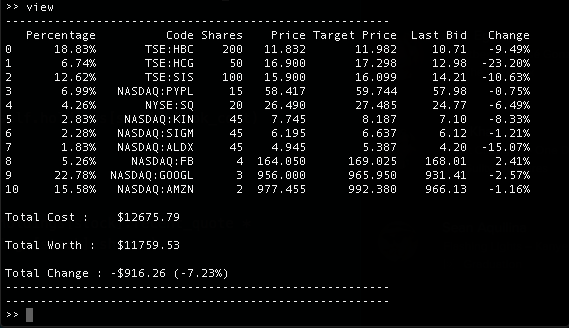 >> view
-------------------------------------------------------
Percentage Code Shares Price Target Price Last Bid Change
0 18.83% TSE:HBC 200 11.832 11.982 10.71 -9.49%
1 6.74% TSE:HCG 50 16.900 17.298 12.98 -23.20%
2 12.62% TSE:SIS 100 15.900 16.099 14.21 -10.63%
3 6.99% NASDAQ:PYPL 15 58.417 59.744 57.98 -0.75%
4 4.26% NYSE:SQ 20 26.490 27.485 24.77 -6.49%
5 2.83% NASDAQ:KIN 45 7.745 8.187 7.10 -8.33%
6 2.28% NASDAQ:SIGM 45 6.195 6.637 6.12 -1.21%
7 1.83% NASDAQ:ALDX 45 4.945 5.387 4.20 -15.07%
8 5.26% NASDAQ:FB 4 164.050 169.025 168.01 2.41%
9 22.78% NASDAQ:GOOGL 3 956.000 965.950 931.41 -2.57%
10 15.58% NASDAQ:AMZN 2 977.455 992.380 966.13 -1.16%
Total Cost : $12675.79
Total Worth : $11759.53
Total Change : -$916.26 (-7.23%)
-------------------------------------------------------
-------------------------------------------------------
>>